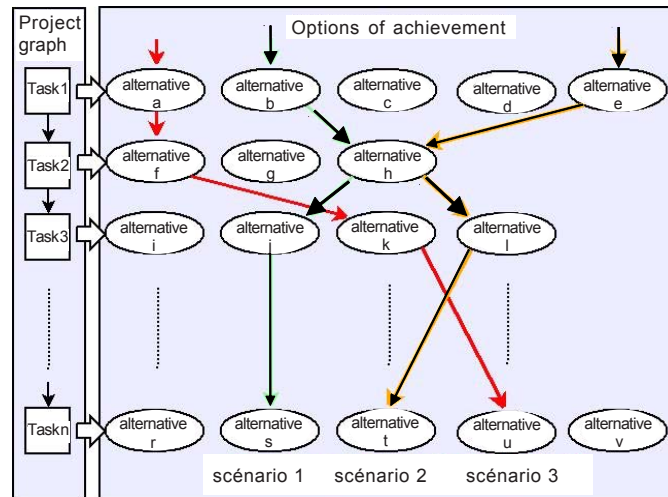 Project
graph
Options of achievement
Task1
alternative
a
alternative
b
alternative
c
alternative
d
alternative
e
Task2
alternative
f
alternative
g
alternative
h
Task3
alternative
i
alternative
j
alternative
k
alternative
l
Taskn
alternative
r
alternative
s
alternative
t
alternative
u
alternative
v
scénario 1 scénario 2 scénario 3